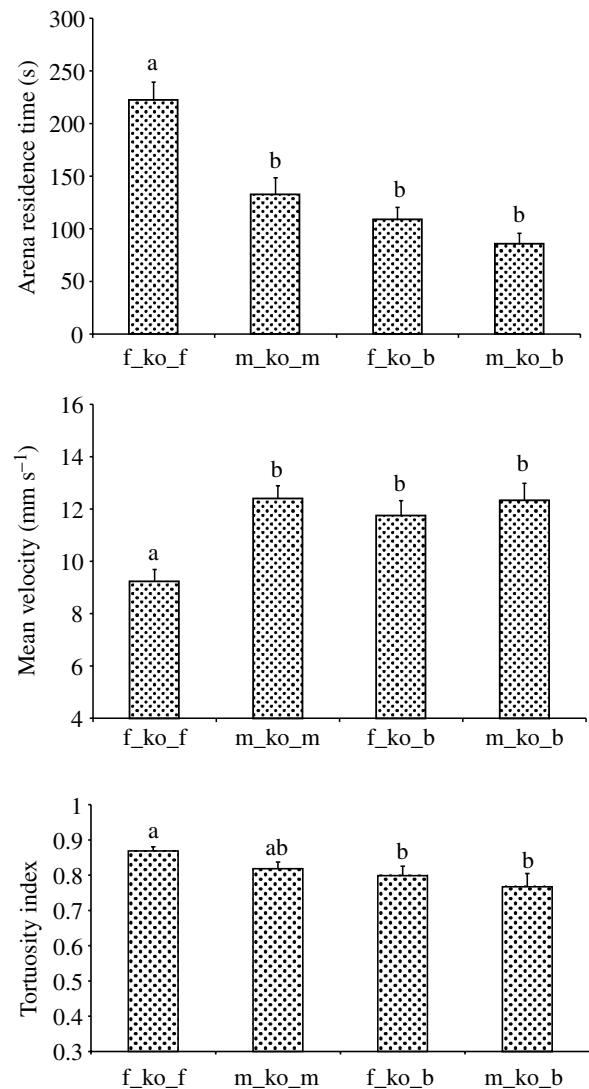 Arena residence time (s)
300
250
200
150
100
50
0
a
b
b
b
f_ko_f m_ko_m f_ko_b m_ko_b
Mean velocity (mm s⁻¹)
16
14
12
10
8
6
4
a
b
b
b
f_ko_f m_ko_m f_ko_b m_ko_b
Tortuosity index
1
0.9
0.8
0.7
0.6
0.5
0.4
0.3
a
ab
b
b
f_ko_f m_ko_m f_ko_b m_ko_b